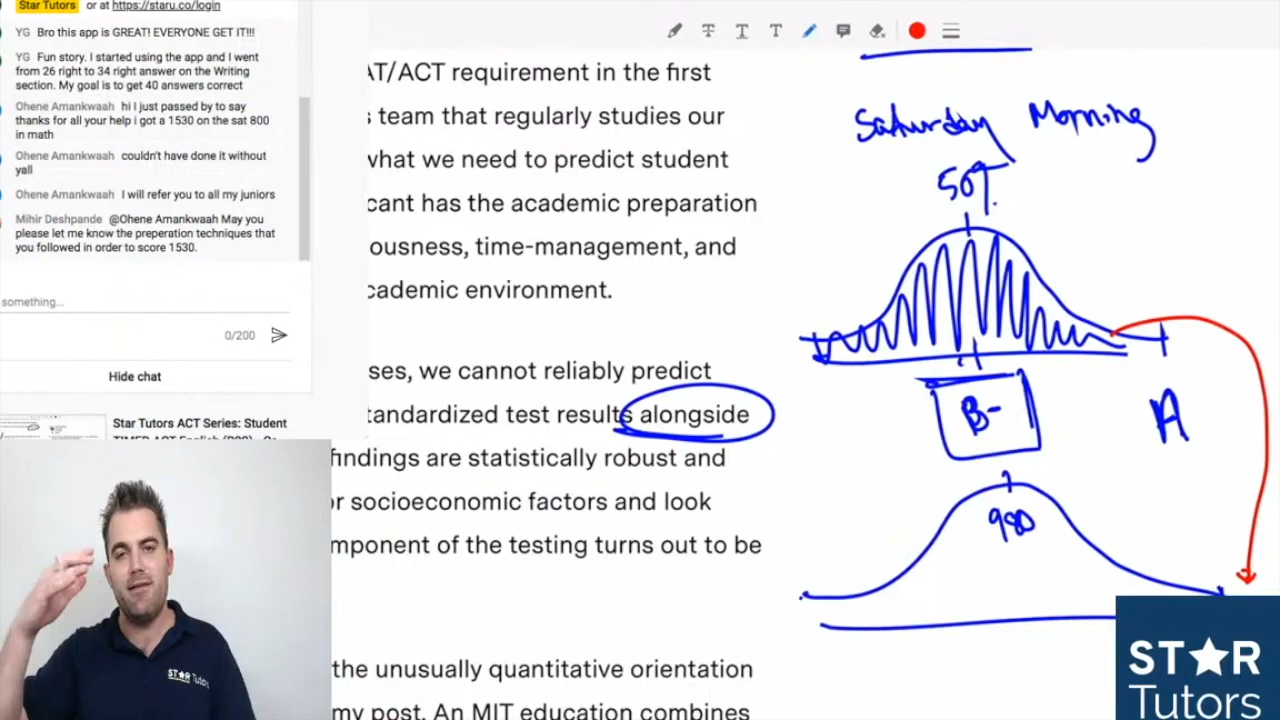 Star Tutors or at https://staru.co/login
YG Bro this app is GREAT! EVERYONE GET IT!!!
YG Fun story. I started using the app and I went
from 26 right to 34 right answer on the Writing
section. My goal is to get 40 answers correct
Ohene Amankwaah hi I just passed by to say
thanks for all your help i got a 1530 on the sat 800
in math
Ohene Amankwaah couldn't have done it without
yall
Ohene Amankwaah I will refer you to all my juniors
Mihir Deshpande @Ohene Amankwaah May you
please let me know the preperation techniques that
you followed in order to score 1530.
something...
0/200
Hide chat
Star Tutors ACT Series: Student
AT/ACT requirement in the first
s team that regularly studies our
what we need to predict student
cant has the academic preparation
ousness, time-management, and
cademic environment.
ses, we cannot reliably predict
tandardized test results alongside
findings are statistically robust and
or socioeconomic factors and look
mponent of the testing turns out to be
the unusually quantitative orientation
my post. An MIT education combines
T T T
Saturday Morning
B-
A
980
STAR
Tutors
STAR
Tutors